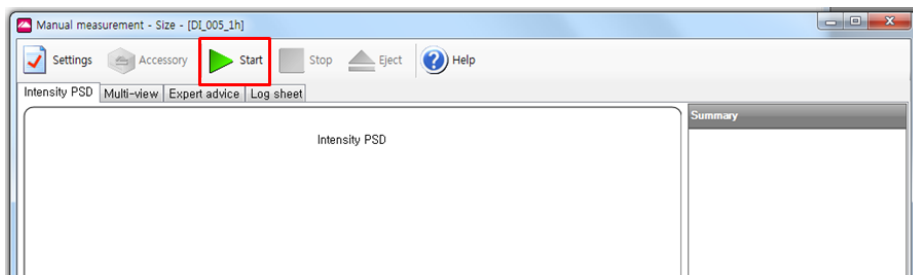 Manual measurement - Size - [DI_005_1h]
Settings Accessory Start Stop Eject Help
Intensity PSD Multi-view Expert advice Log sheet
Intensity PSD
Summary